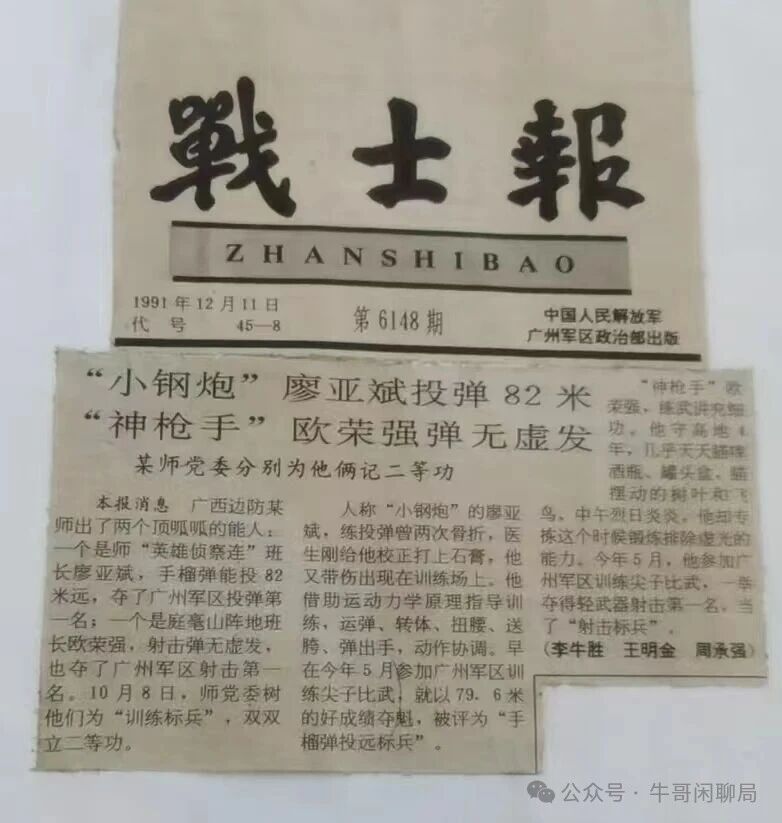 戰士報
ZHANSHIBAO
1991年12月11日
代号 45—8
第6148期
中国人民解放军
广州军区政治部出版
“小钢炮”廖亚斌投弹82米
“神枪手”欧荣强弹无虚发
某师党委分别为他俩记二等功
本报消息 广西边防某
师出了两个顶呱呱的能人：
一个是师“英雄侦察连”班
长廖亚斌，手榴弹能投82
米远，夺了广州军区投弹第
一名；一个是庭毫山阵地班
长欧荣强，射击弹无虚发，
也夺了广州军区射击第一
名。10月8日，师党委树
他们为“训练标兵”，双双
立二等功。
人称“小钢炮”的廖亚
斌，练投弹曾两次骨折，医
生刚给他校正打上石膏，他
又带伤出现在训练场上。他
借助运动力学原理指导训
练，运弹、转体、扭腰、送
胯、弹出手，动作协调。早
在今年5月参加广州军区训
练尖子比武，就以79.6米
的好成绩夺魁，被评为“手
榴弹投远标兵”。
“神枪手”欧
荣强，练武讲究细
功。他守高地4
年，几乎天天瞄碑
酒瓶、罐头盒，瞄
摆动的树叶和飞
鸟。中午烈日炎炎，他却专
拣这个时候锻炼排除虚光的
能力。今年5月，他参加广
州军区训练尖子比武，一举
夺得轻武器射击第一名，当
了“射击标兵”。
（李牛胜 王明金 周承强）
公众号·牛哥闲聊局